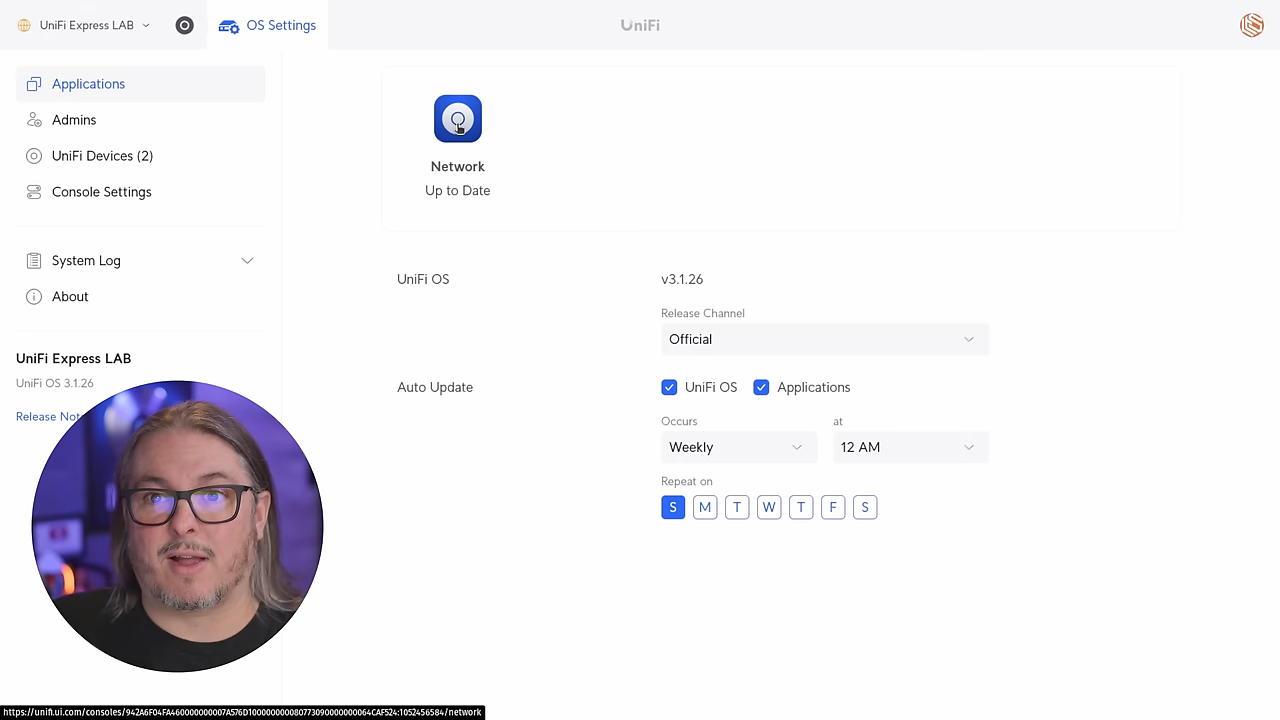 UniFi Express LAB
OS Settings
UniFi
Applications
Admins
UniFi Devices (2)
Console Settings
System Log
About
UniFi Express LAB
UniFi OS 3.1.26
Release Not
Network
Up to Date
UniFi OS
v3.1.26
Release Channel
Official
Auto Update
UniFi OS
Applications
Occurs
at
Weekly
12 AM
Repeat on
S M T W T F S
https://unifi.ui.com/consoles/942A6F04FA460000000007A576D100000000080773090000000064CAF524:1052456584/network